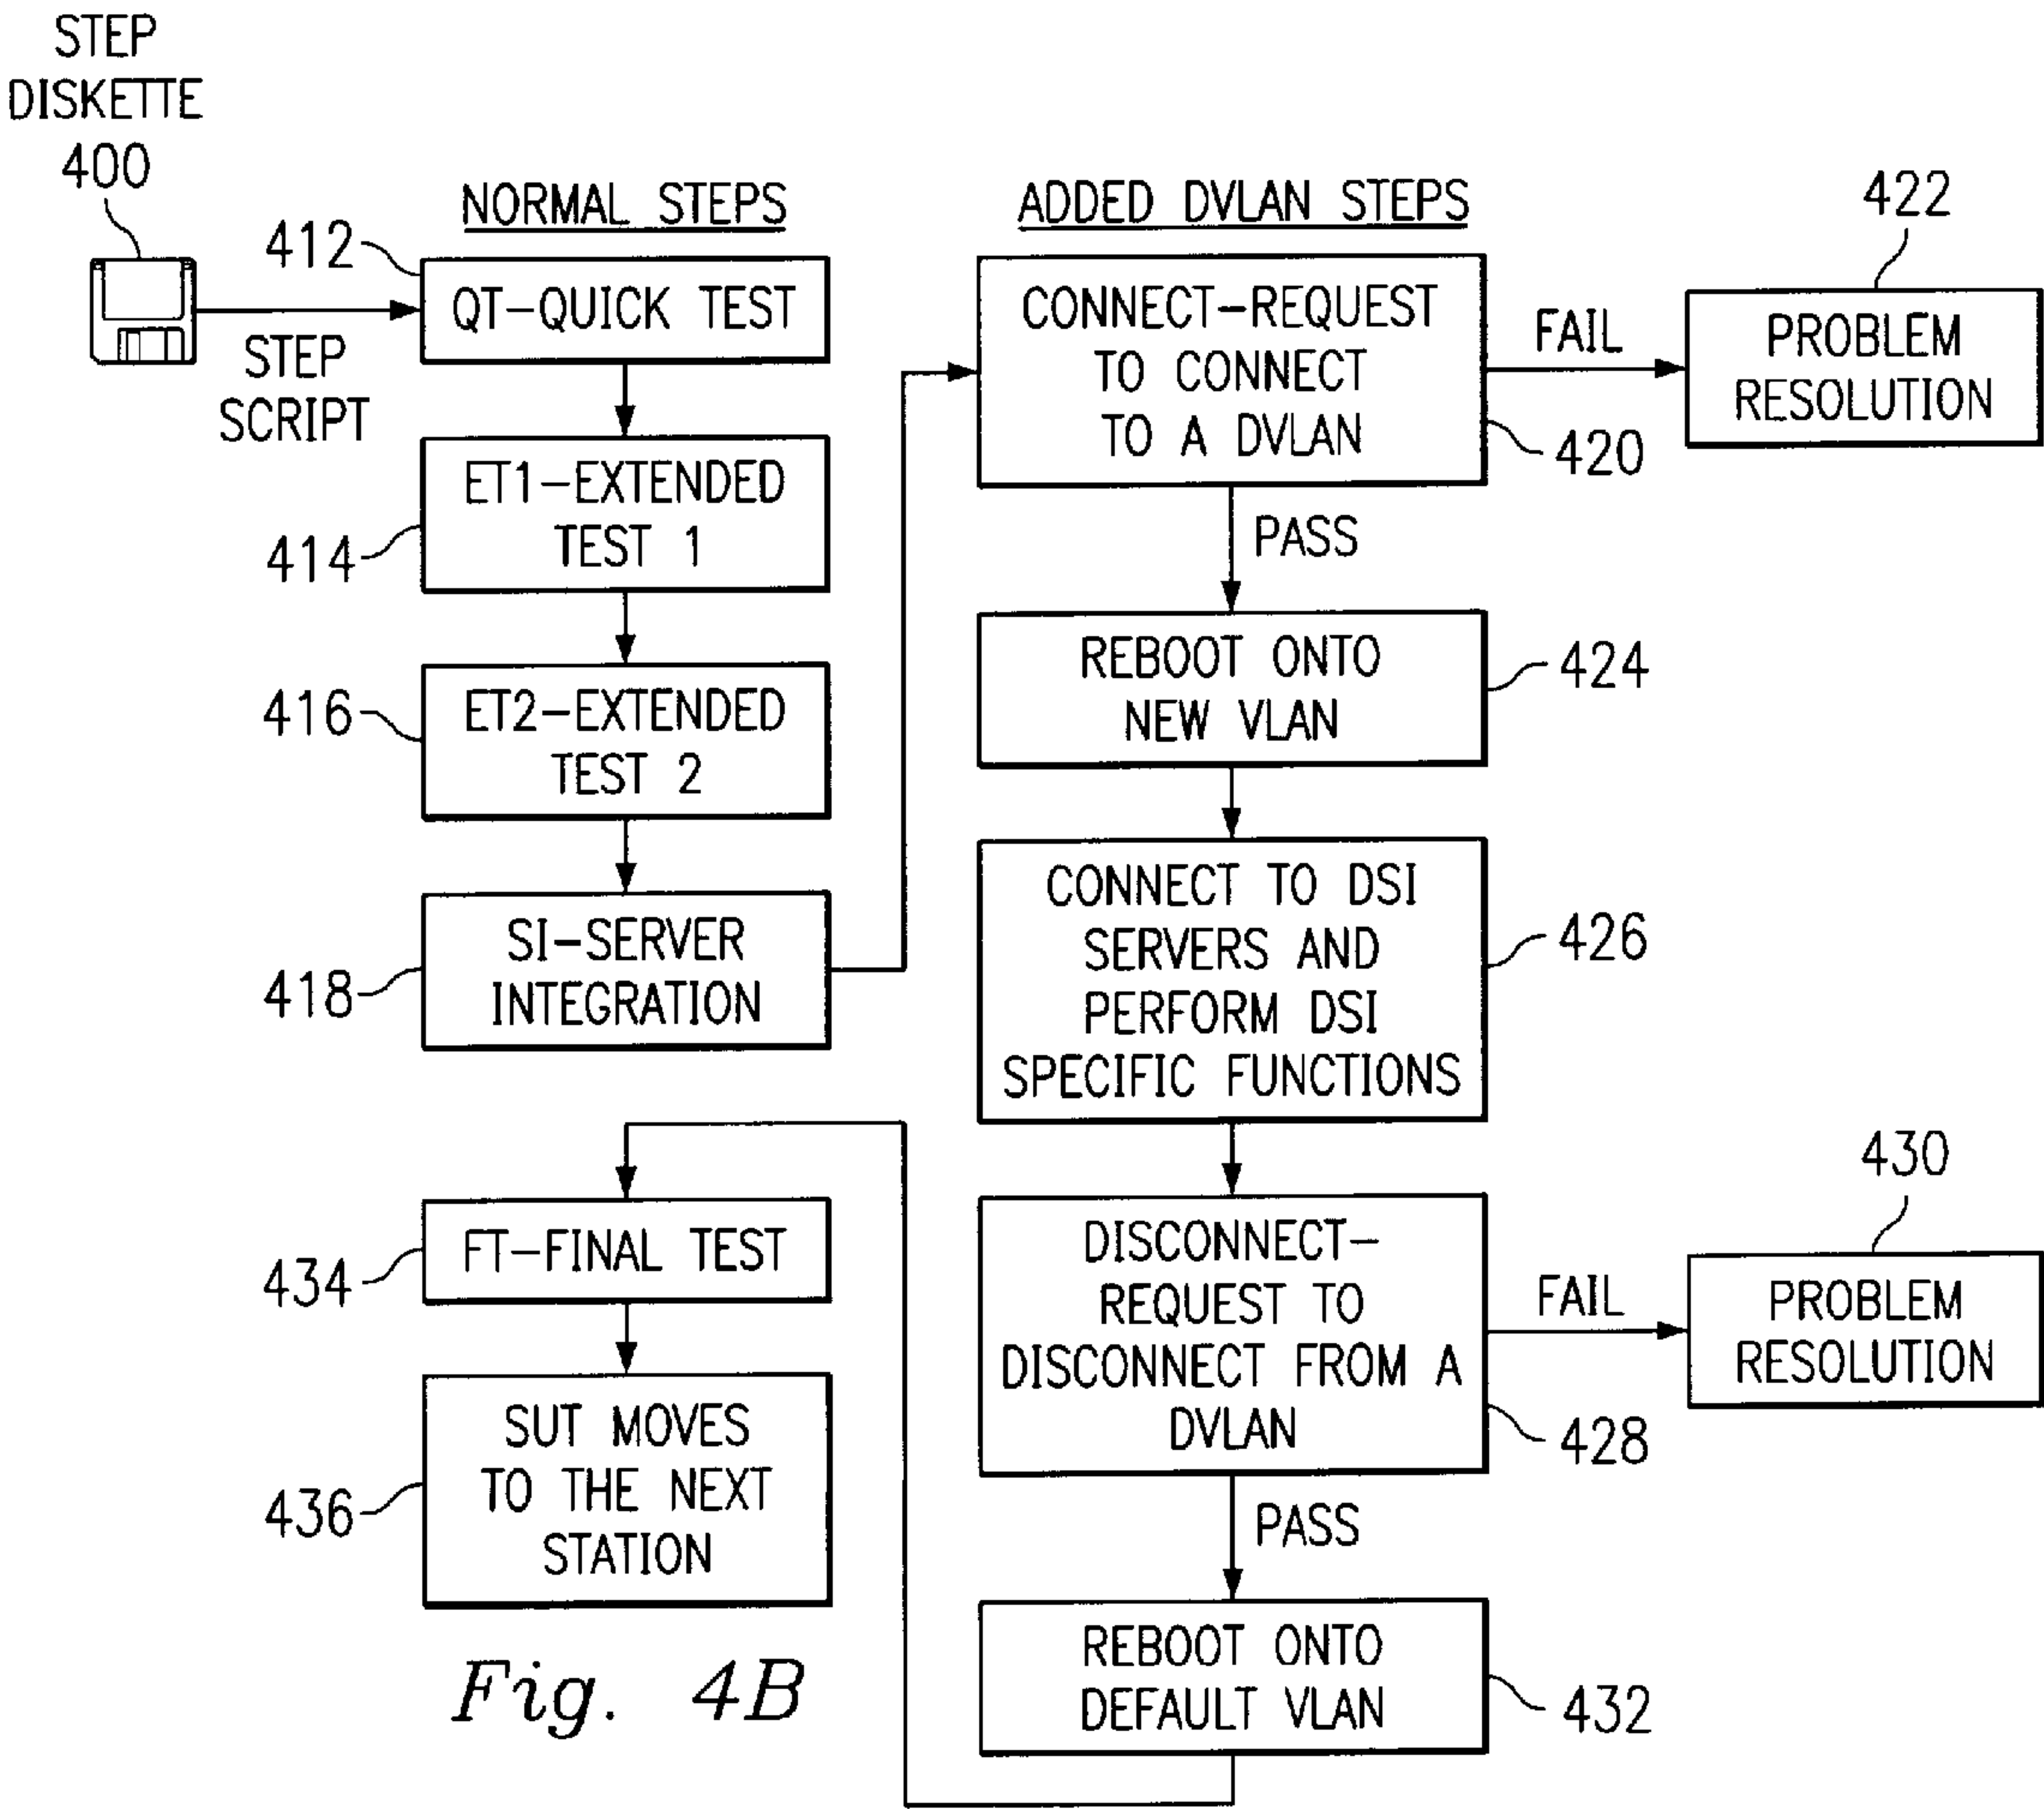 STEP
DISKETTE
400
STEP
SCRIPT
NORMAL STEPS
412
QT-QUICK TEST
414
ET1-EXTENDED
TEST 1
416
ET2-EXTENDED
TEST 2
418
SI-SERVER
INTEGRATION
ADDED DVLAN STEPS
CONNECT-REQUEST
TO CONNECT
TO A DVLAN
420
FAIL
422
PROBLEM
RESOLUTION
PASS
REBOOT ONTO
NEW VLAN
424
CONNECT TO DSI
SERVERS AND
PERFORM DSI
SPECIFIC FUNCTIONS
426
DISCONNECT-
REQUEST TO
DISCONNECT FROM A
DVLAN
428
FAIL
430
PROBLEM
RESOLUTION
PASS
REBOOT ONTO
DEFAULT VLAN
432
FT-FINAL TEST
434
SUT MOVES
TO THE NEXT
STATION
436
Fig. 4B